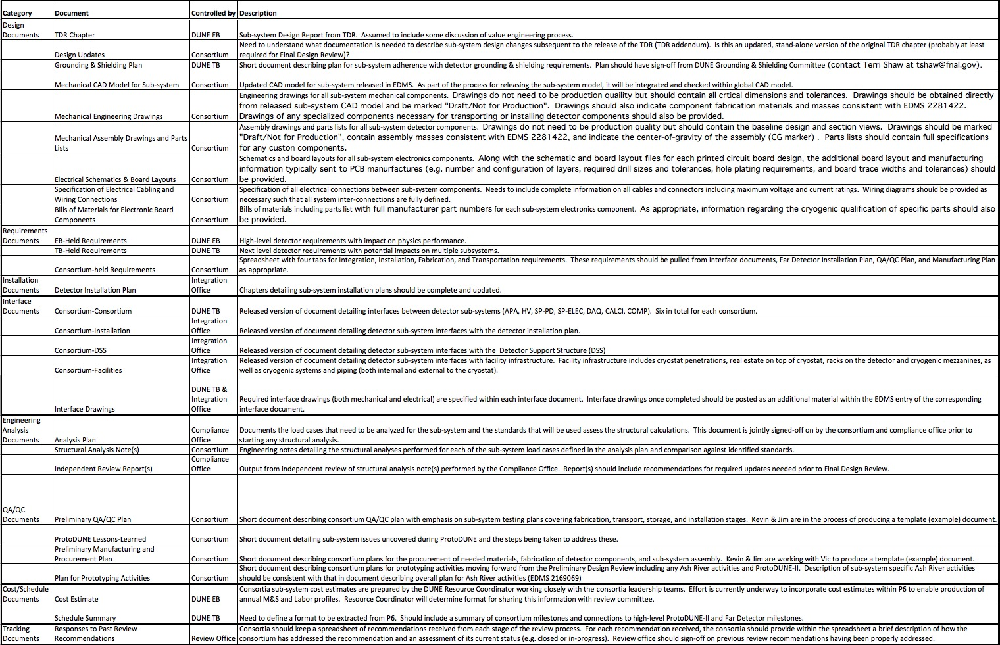 Category Document Controlled by Description
Design
Documents TDR Chapter DUNE EB Sub-system Design Report from TDR. Assumed to include some discussion of value engineering process.
Need to understand what documentation is needed to describe sub-system design changes subsequent to the release of the TDR (TDR addendum). Is this an updated, stand-alone version of the original TDR chapter (probably at least
Design Updates Consortium required for Final Design Review)?
Grounding & Shielding Plan DUNE TB Short document describing plan for sub-system adherence with detector grounding & shielding requirements. Plan should have sign-off from DUNE Grounding & Shielding Committee (contact Terri Shaw at tshaw@fnal.gov).
Mechanical CAD Model for Sub-system Consortium Updated CAD model for sub-system released in EDMS. As part of the process for releasing the sub-system model, it will be integrated and checked within global CAD model.
Engineering drawings for all sub-system mechanical components. Drawings do not need to be production quaility but should contain all crtical dimensions and tolerances. Drawings should be obtained directly
from released sub-system CAD model and be marked "Draft/Not for Production". Drawings should also indicate component fabrication materials and masses consistent with EDMS 2281422.
Mechanical Engineering Drawings Consortium Drawings of any specialized components necessary for transporting or installing detector components should also be provided.
Assembly drawings and parts lists for all sub-system detector components. Drawings do not need to be production quality but should contain the baseline design and section views. Drawings should be marked
Mechanical Assembly Drawings and Parts "Draft/Not for Production", contain assembly masses consistent with EDMS 2281422, and indicate the center-of-gravity of the assembly (CG marker) . Parts lists should contain full specifications
Lists Consortium for any custon components.
Schematics and board layouts for all sub-system electronics components. Along with the schematic and board layout files for each printed circuit board design, the additional board layout and manufacturing
information typically sent to PCB manurfactures (e.g. number and configuration of layers, required drill sizes and tolerances, hole plating requirements, and board trace widths and tolerances) should
Electrical Schematics & Board Layouts Consortium be provided.
Specification of Electrical Cabling and Specification of all electrical connections between sub-system components. Needs to include complete information on all cables and connectors including maximum voltage and current ratings. Wiring diagrams should be provided as
Wiring Connections Consortium necessary such that all system inter-connections are fully defined.
Bills of Materials for Electronic Board Bills of materials including parts list with full manufacturer part numbers for each sub-system electronics component. As appropriate, information regarding the cryogenic qualification of specific parts should also
Components Consortium be provided.
Requirements
Documents EB-Held Requirements DUNE EB High-level detector requirements with impact on physics performance.
TB-Held Requirements DUNE TB Next level detector requirements with potential impacts on multiple subsystems.
Spreadsheet with four tabs for Integration, Installation, Fabrication, and Transportation requirements. These requirements should be pulled from Interface documents, Far Detector Installation Plan, QA/QC Plan, and Manufacturing Plan
Consortium-held Requirements Consortium as appropriate.
Installation Integration
Documents Detector Installation Plan Office Chapters detailing sub-system installation plans should be complete and updated.
Interface
Documents Consortium-Consortium DUNE TB Released version of document detailing interfaces between detector sub-systems (APA, HV, SP-PD, SP-ELEC, DAQ, CALCI, COMP). Six in total for each consortium.
Integration
Consortium-Installation Office Released version of document detailing detector sub-system interfaces with the detector installation plan.
Integration
Consortium-DSS Office Released version of document detailing detector sub-system interfaces with the Detector Support Structure (DSS)
Integration Released version of document detailing detector sub-system interfaces with facility infrastructure. Facility infrastructure includes cryostat penetrations, real estate on top of cryostat, racks on the detector and cryogenic mezzanines, as
Consortium-Facilities Office well as cryogenic systems and piping (both internal and external to the cryostat).
DUNE TB &
Integration Required interface drawings (both mechanical and electrical) are specified within each interface document. Interface drawings once completed should be posted as an additional material within the EDMS entry of the corresponding
Interface Drawings Office interface document.
Engineering
Analysis Compliance Documents the load cases that need to be analyzed for the sub-system and the standards that will be used assess the structural calculations. This document is jointly signed-off on by the consortium and compliance office prior to
Documents Analysis Plan Office starting any structural analysis.
Structural Analysis Note(s) Consortium Engineering notes detailing the structural analyses performed for each of the sub-system load cases defined in the analysis plan and comparison against identified standards.
Compliance
Independent Review Report(s) Office Output from independent review of structural analysis note(s) performed by the Compliance Office. Report(s) should include recommendations for required updates needed prior to Final Design Review.
QA/QC
Documents Preliminary QA/QC Plan Consortium Short document describing consortium QA/QC plan with emphasis on sub-system testing plans covering fabrication, transport, storage, and installation stages. Kevin & Jim are in the process of producing a template (example) document.
ProtoDUNE Lessons-Learned Consortium Short document detailing sub-system issues uncovered during ProtoDUNE and the steps being taken to address these.
Preliminary Manufacturing and
Procurement Plan Consortium Short document describing consortium plans for the procurement of needed materials, fabrication of detector components, and sub-system assembly. Kevin & Jim are working with Vic to produce a template (example) document.
Short document describing consortium plans for prototyping activities moving forward from the Preliminary Design Review including any Ash River activities and ProtoDUNE-II. Description of sub-system specific Ash River activities
Plan for Prototyping Activities Consortium should be consistent with that in document describing overall plan for Ash River activities (EDMS 2169069)
Cost/Schedule Consortia sub-system cost estimates are prepared by the DUNE Resource Coordinator working closely with the consortia leadership teams. Effort is currently underway to incorporate cost estimates within P6 to enable production of
Documents Cost Estimate DUNE EB annual M&S and Labor profiles. Resource Coordinator will determine format for sharing this information with review committee.
Schedule Summary DUNE TB Need to define a format to be extracted from P6. Should include a summary of consortium milestones and connections to high-level ProtoDUNE-II and Far Detector milestones.
Tracking Responses to Past Review Consortia should keep a spreadsheet of recommendations received from each stage of the review process. For each recommendation received, the consortia should provide within the spreadsheet a brief description of how the
Documents Recommendations Review Office consortium has addressed the recommendation and an assessment of its current status (e.g. closed or in-progress). Review office should sign-off on previous review recommendations having been properly addressed.